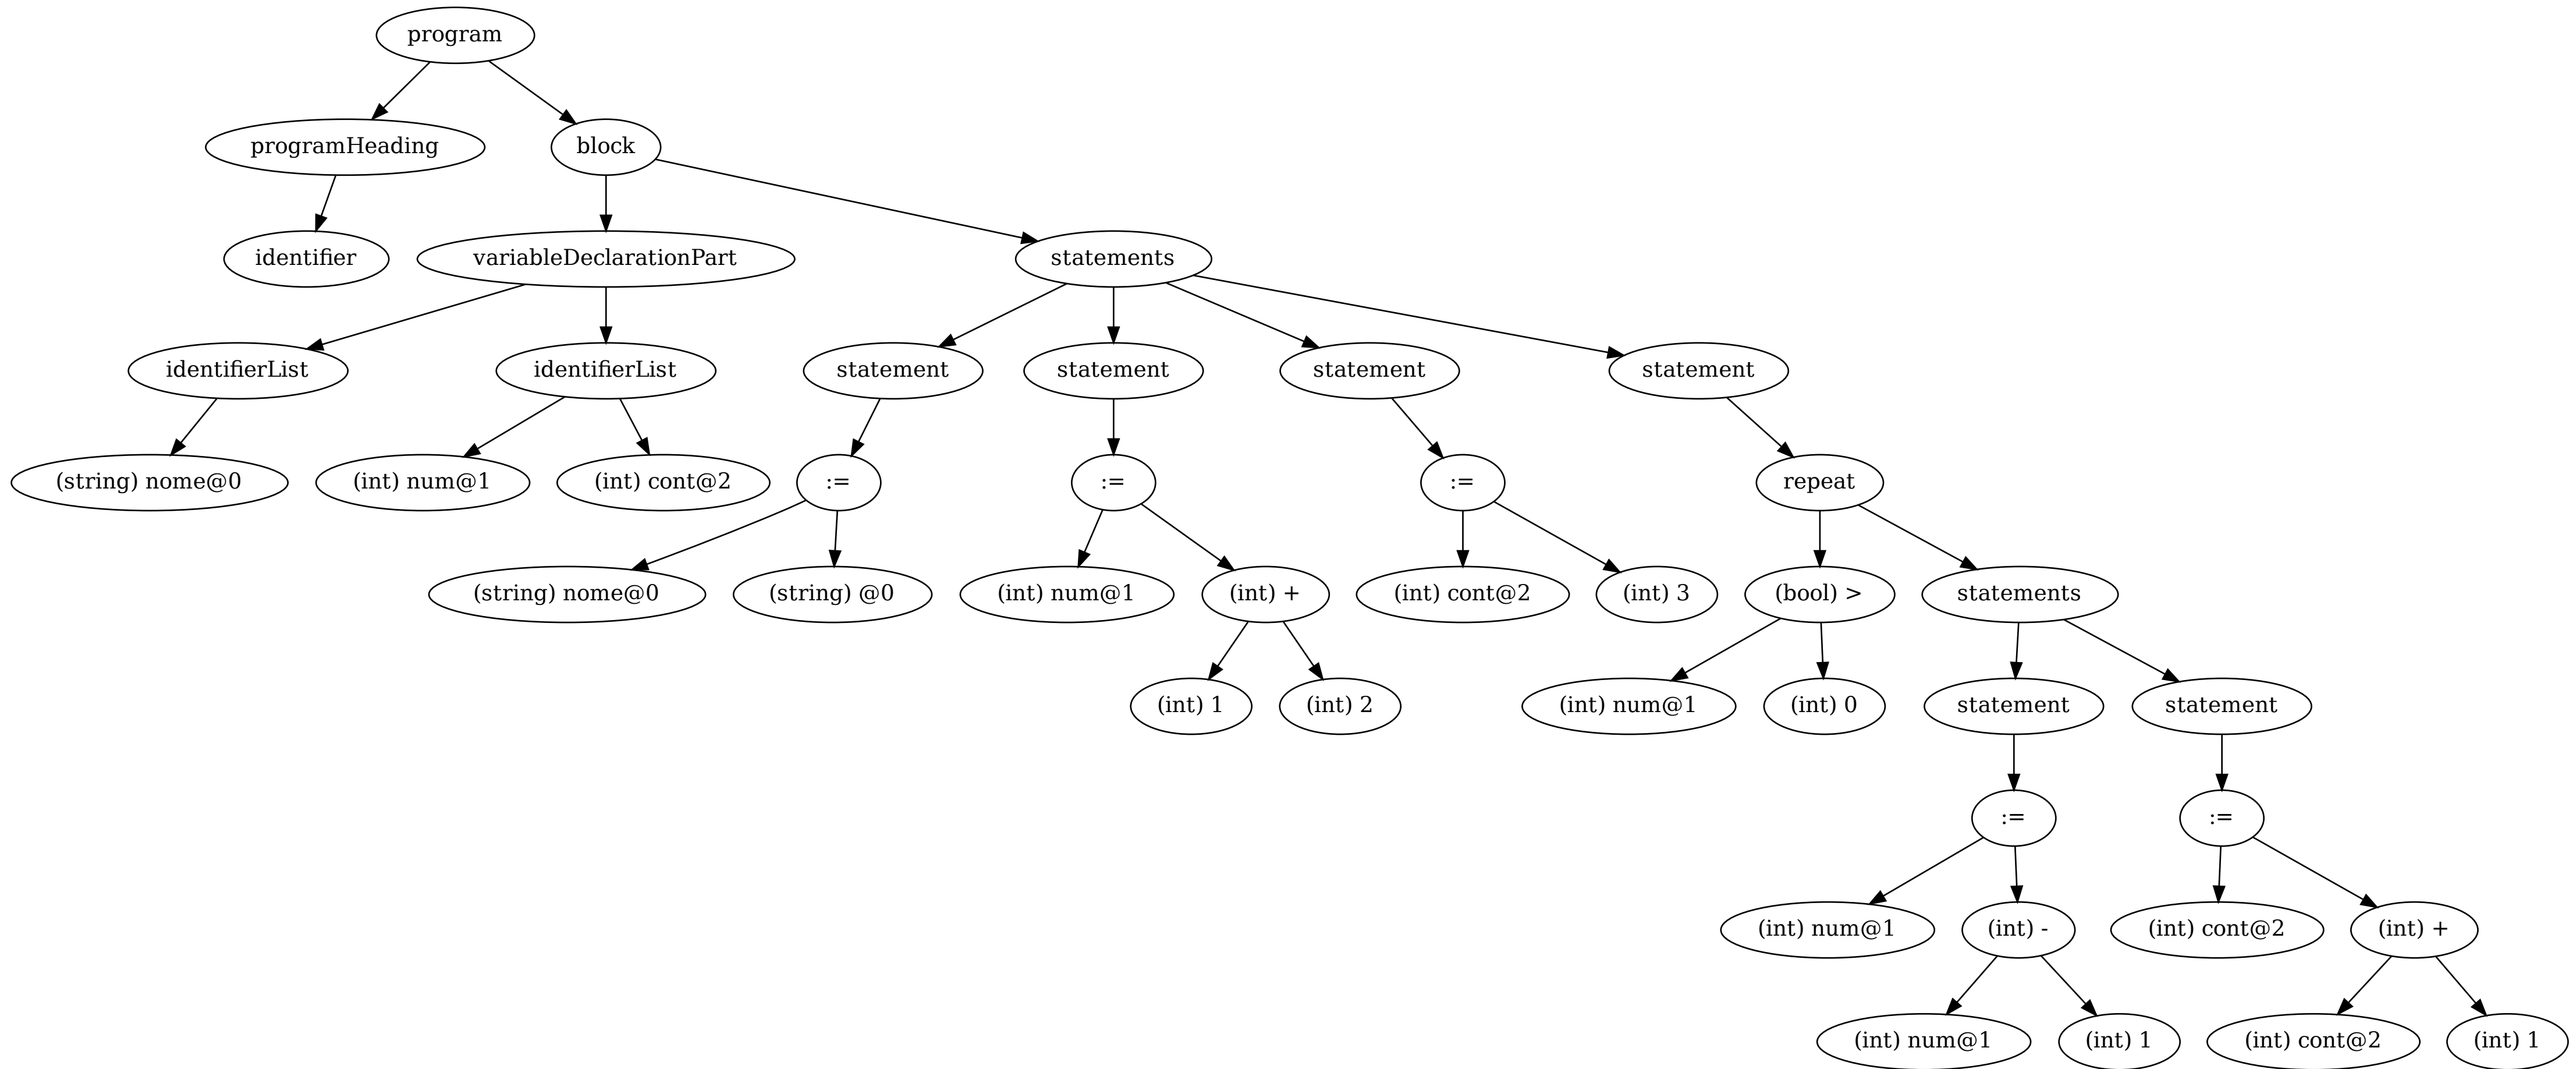 program
programHeading
block
identifier
variableDeclarationPart
statements
identifierList
identifierList
statement
statement
statement
statement
(string) nome@0
(int) num@1
(int) cont@2
:=
:=
:=
repeat
(string) nome@0
(string) @0
(int) num@1
(int) +
(int) cont@2
(int) 3
(bool) >
statements
(int) 1
(int) 2
(int) num@1
(int) 0
statement
statement
:=
:=
(int) num@1
(int) -
(int) cont@2
(int) +
(int) num@1
(int) 1
(int) cont@2
(int) 1